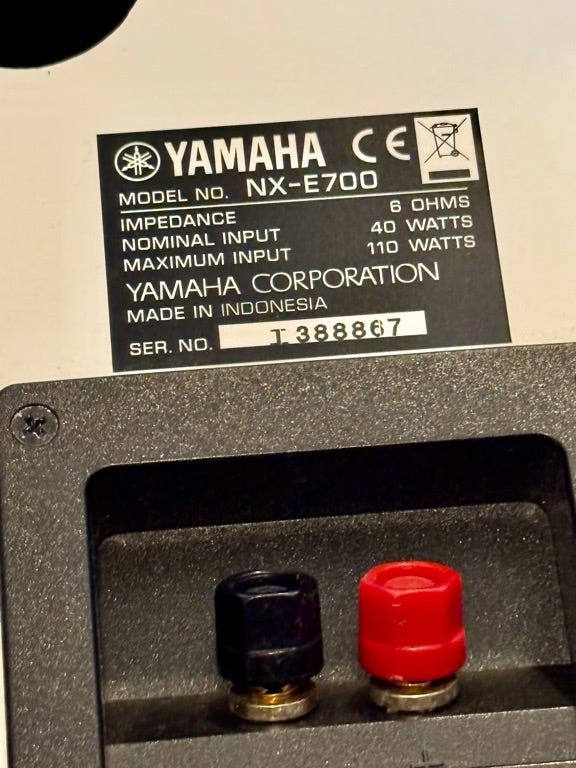 YAMAHA CE
MODEL NO. NX-E700
IMPEDANCE 6 OHMS
NOMINAL INPUT 40 WATTS
MAXIMUM INPUT 110 WATTS
YAMAHA CORPORATION
MADE IN INDONESIA
SER. NO. I 388867
+